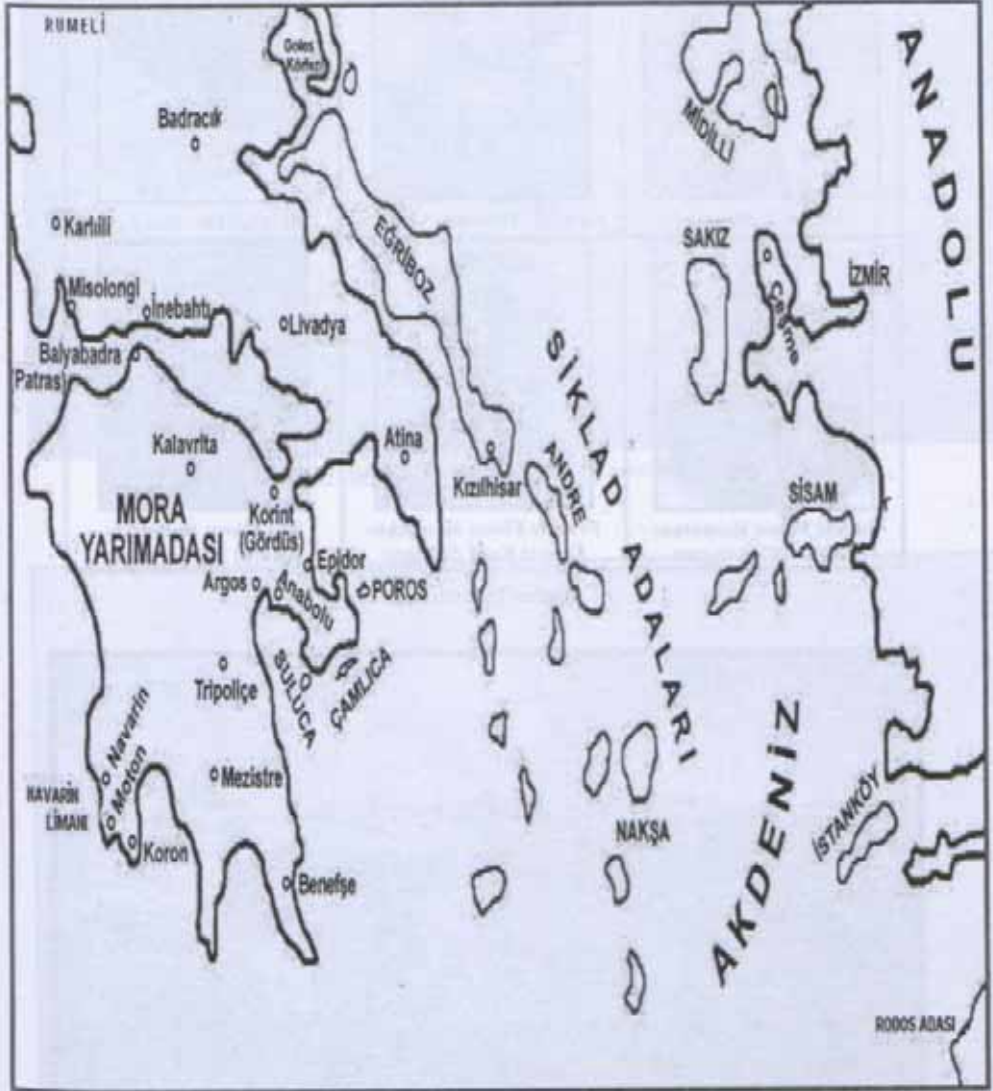 RUMELİ
Goles
Körfezi
Badracık
ANADOLU
MİDİLLİ
Karlıili
EĞRİBOZ
SAKIZ
İZMİR
Çeşme
Misolongi
İnebahtı
Livadya
Balyabadra
Patras)
SİKLAD ADALARI
Kalavrita
Atina
Kızılhisar
ANDRE
SİSAM
MORA
YARIMADASI
Korint
(Gördüs)
Epidor
Argos
Anabolu
POROS
SULUCA
ÇAMLICA
Tripoliçe
Navarin
Moton
NAVARİN
LİMANI
Mezistre
Koron
Benefşe
NAKŞA
AKDENİZ
İSTANKÖY
RODOS ADASI